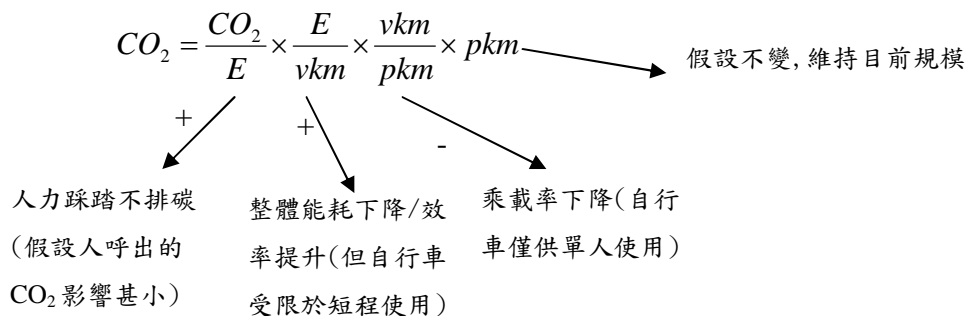 CO₂ = CO₂/E × E/vkm × vkm/pkm × pkm
假設不變, 維持目前規模
+
+
-
人力踩踏不排碳
(假設人呼出的
CO₂影響甚小)
整體能耗下降/效
率提升(但自行車
受限於短程使用)
乘載率下降(自行
車僅供單人使用)